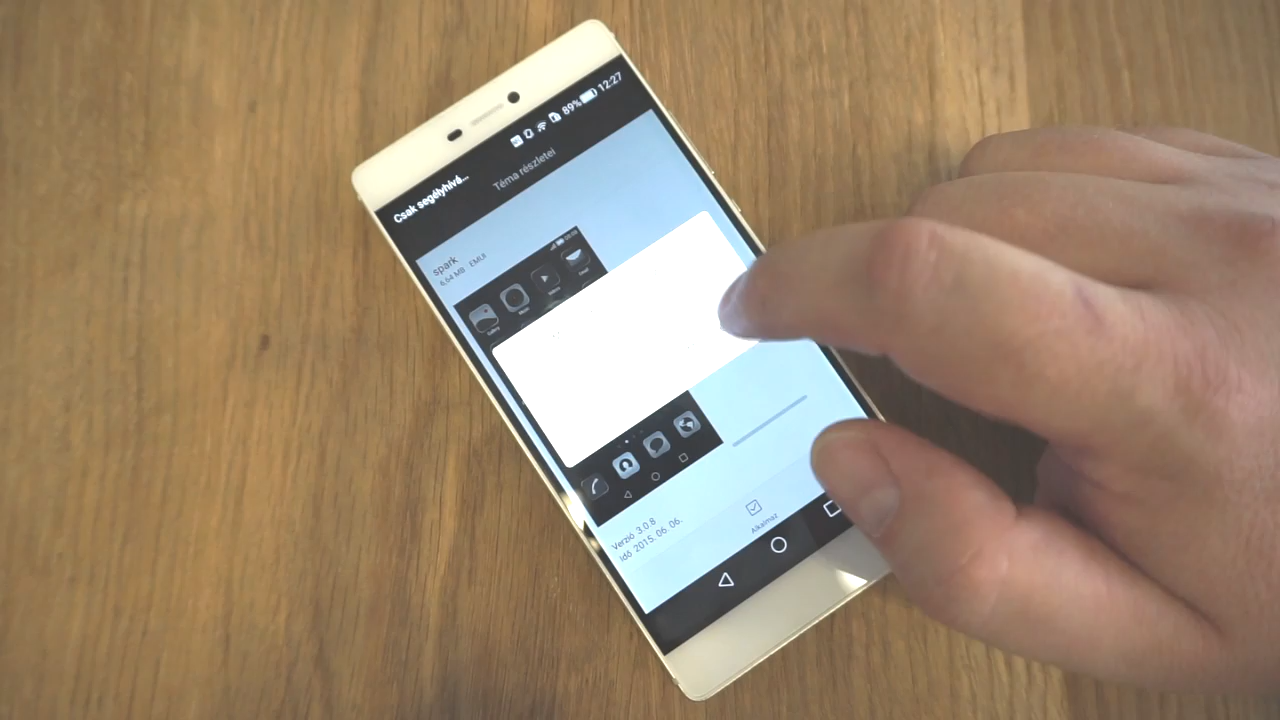 Csak segélyhívá... 89% 12:27
Téma részletei
spark
6,64 MB EMUI
Verzió 3.0.8
Idő 2015. 06. 06.
Alkalmaz